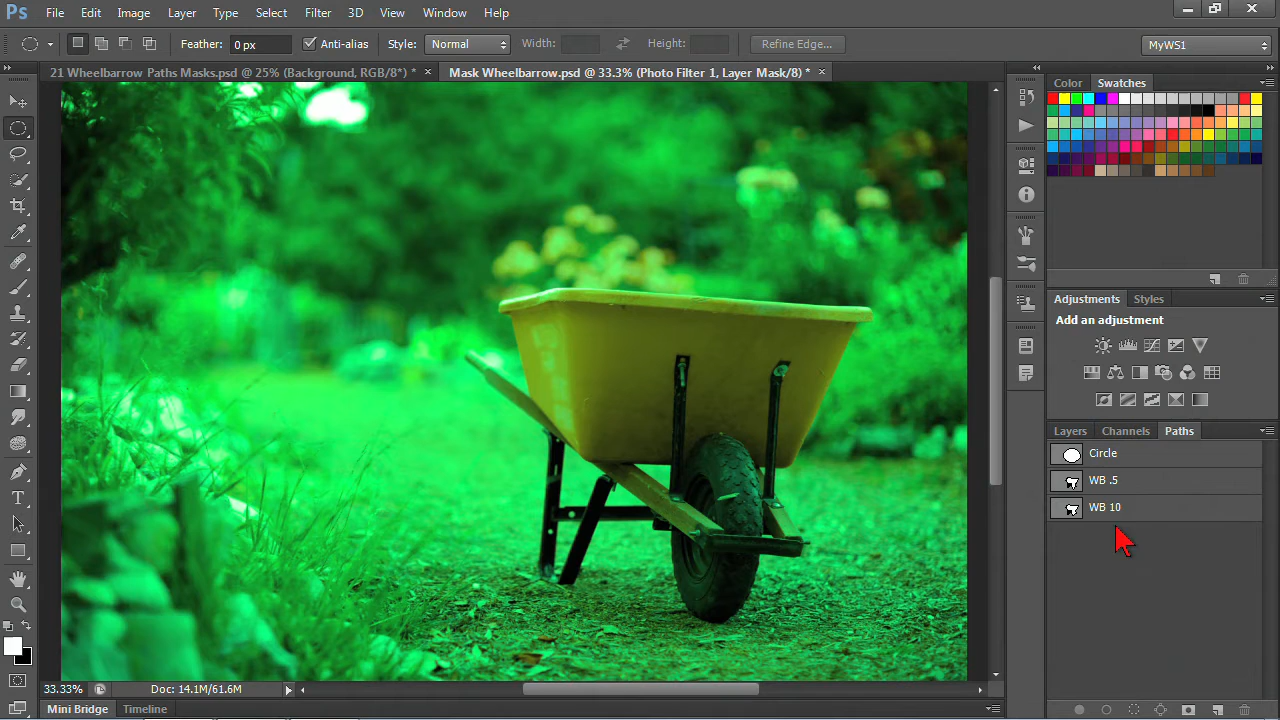 Ps File Edit Image Layer Type Select Filter 3D View Window Help
Feather: 0 px Anti-alias Style: Normal Width: Height: Refine Edge... MyWS1
21 Wheelbarrow Paths Masks.psd @ 25% (Background, RGB/8*) * × Mask Wheelbarrow.psd @ 33.3% (Photo Filter 1, Layer Mask/8) * ×
Color Swatches
Adjustments Styles
Add an adjustment
Layers Channels Paths
Circle
WB .5
WB 10
33.33% Doc: 14.1M/61.6M
Mini Bridge Timeline